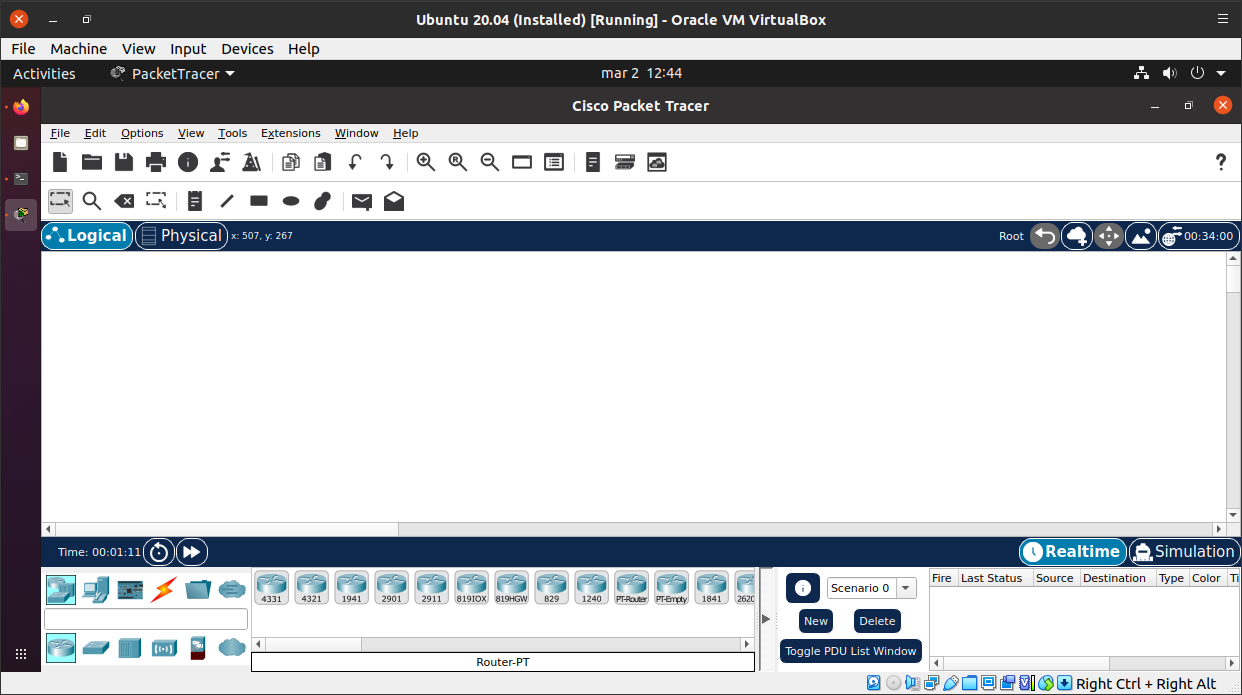 Ubuntu 20.04 (Installed) [Running] - Oracle VM VirtualBox
File Machine View Input Devices Help
Activities PacketTracer mar 2 12:44
Cisco Packet Tracer
File Edit Options View Tools Extensions Window Help
Logical Physical x: 507, y: 267 Root 00:34:00
Time: 00:01:11 Realtime Simulation
4331 4321 1941 2901 2911 819IOX 819HGW 829 1240 PT-Router PT-Empty 1841 2620
Scenario 0
Fire Last Status Source Destination Type Color Ti
New Delete
Toggle PDU List Window
Router-PT
Right Ctrl + Right Alt